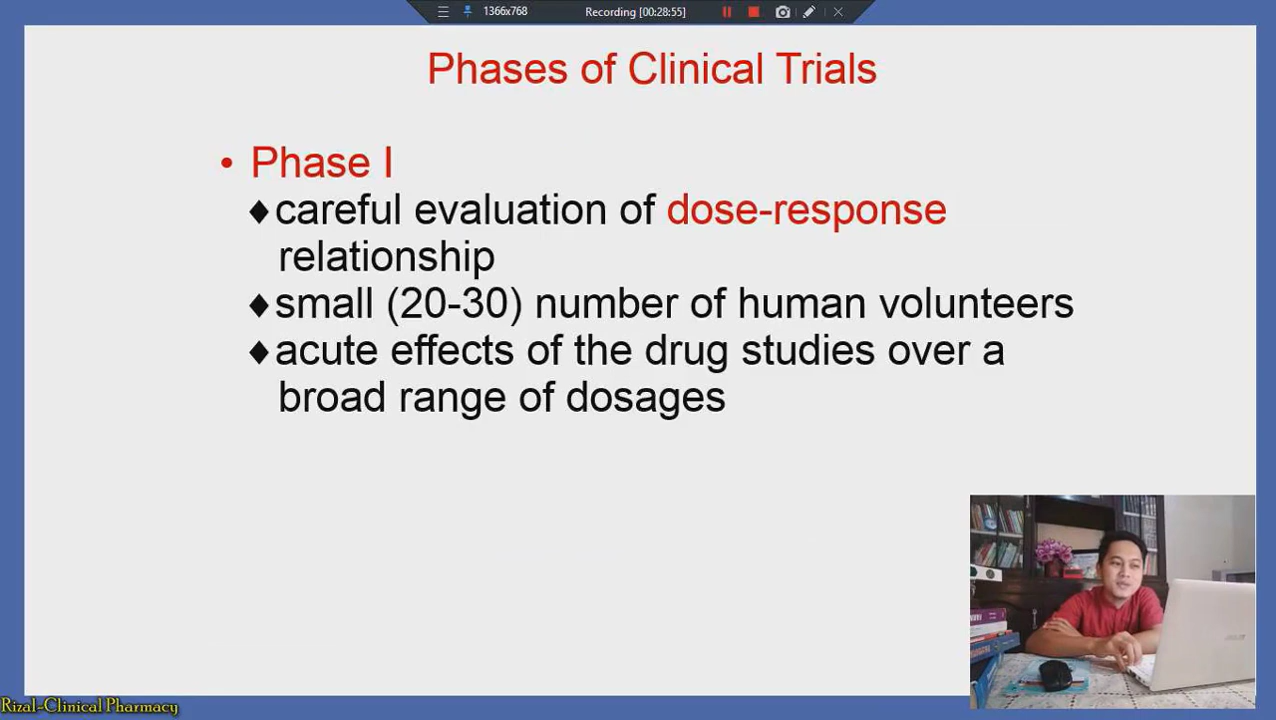 1366x768
Recording [00:28:55]
Phases of Clinical Trials
• Phase I
♦careful evaluation of dose-response
relationship
♦small (20-30) number of human volunteers
♦acute effects of the drug studies over a
broad range of dosages
Rizal-Clinical Pharmacy